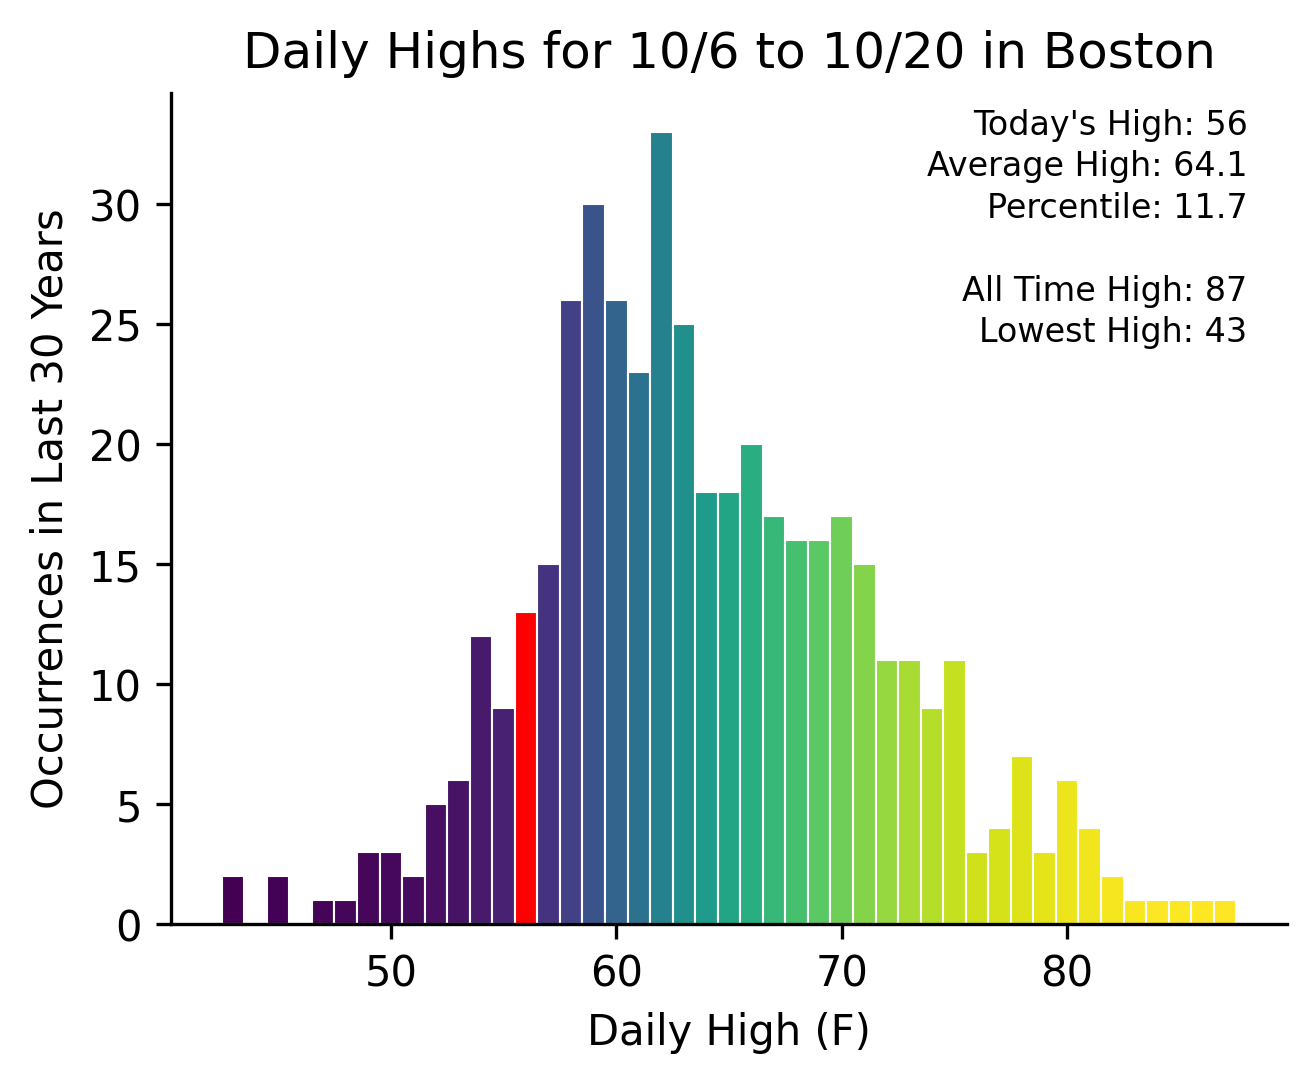 Daily Highs for 10/6 to 10/20 in Boston
Today's High: 56
Average High: 64.1
Percentile: 11.7
All Time High: 87
Lowest High: 43
Occurrences in Last 30 Years
30
25
20
15
10
5
0
50 60 70 80
Daily High (F)